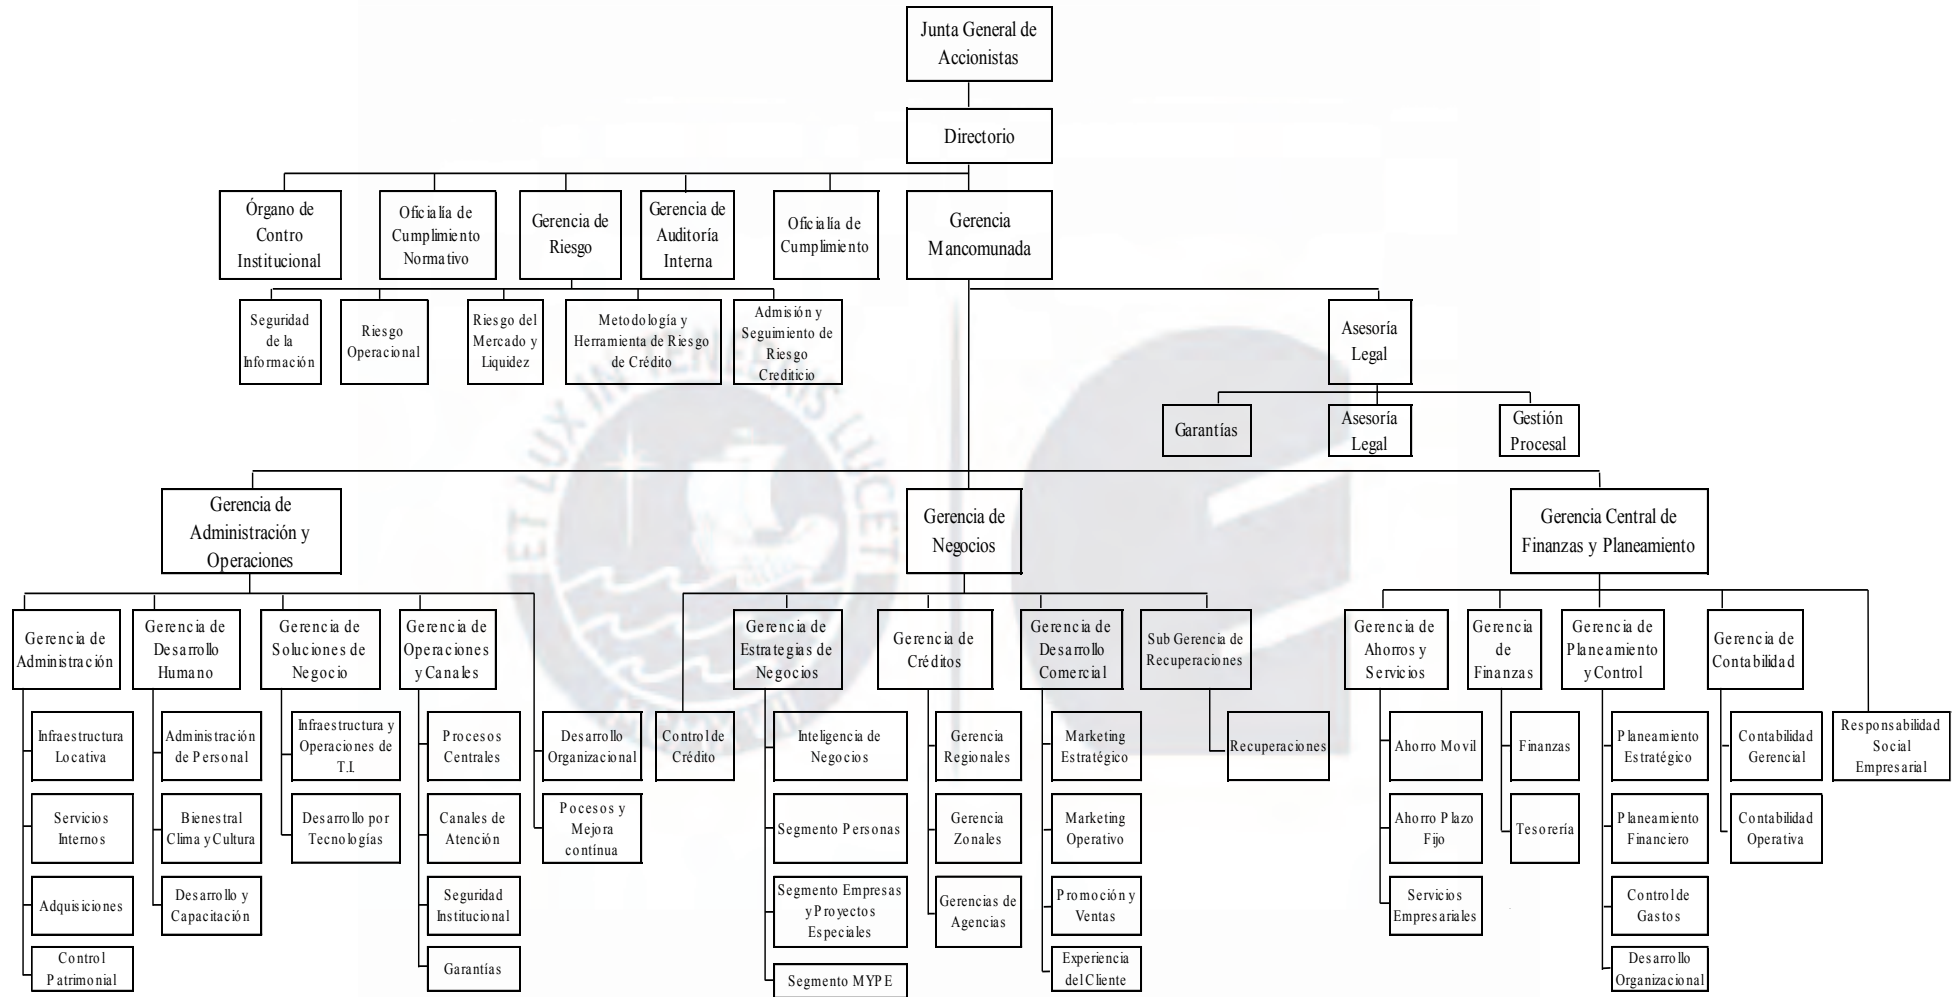 Junta General de
Accionistas
Directorio
Órgano de
Contro
Institucional
Oficialía de
Cumplimiento
Normativo
Gerencia de
Riesgo
Gerencia de
Auditoría
Interna
Oficialía de
Cumplimiento
Gerencia
Mancomunada
Seguridad
de la
Información
Riesgo
Operacional
Riesgo del
Mercado y
Liquidez
Metodología y
Herramienta de Riesgo
de Crédito
Admisión y
Seguimiento de
Riesgo
Crediticio
Asesoría
Legal
Garantías
Asesoría
Legal
Gestión
Procesal
ET LUX IN TENEBRIS LUCET
Gerencia de
Administración y
Operaciones
Gerencia de
Negocios
Gerencia Central de
Finanzas y Planeamiento
Gerencia de
Administración
Gerencia de
Desarrollo
Humano
Gerencia de
Soluciones de
Negocio
Gerencia de
Operaciones
y Canales
Gerencia de
Estrategias de
Negocios
Gerencia de
Créditos
Gerencia de
Desarrollo
Comercial
Sub Gerencia de
Recuperaciones
Gerencia de
Ahorros y
Servicios
Gerencia
de
Finanzas
Gerencia de
Planeamiento
y Control
Gerencia de
Contabilidad
Infraestructura
Locativa
Administración
de Personal
Infraestructura y
Operaciones de
T.I.
Procesos
Centrales
Desarrollo
Organizacional
Control de
Crédito
Inteligencia de
Negocios
Gerencia
Regionales
Marketing
Estratégico
Recuperaciones
Ahorro Movil
Finanzas
Planeamiento
Estratégico
Contabilidad
Gerencial
Responsabilidad
Social
Empresarial
Servicios
Internos
Bienestral
Clima y Cultura
Desarrollo por
Tecnologías
Canales de
Atención
Pocesos y
Mejora
contínua
Segmento Personas
Gerencia
Zonales
Marketing
Operativo
Ahorro Plazo
Fijo
Tesorería
Planeamiento
Financiero
Contabilidad
Operativa
Adquisiciones
Desarrollo y
Capacitación
Seguridad
Institucional
Segmento Empresas
y Proyectos
Especiales
Gerencias de
Agencias
Promoción y
Ventas
Servicios
Empresariales
Control de
Gastos
Control
Patrimonial
Garantías
Segmento MYPE
Experiencia
del Cliente
Desarrollo
Organizacional